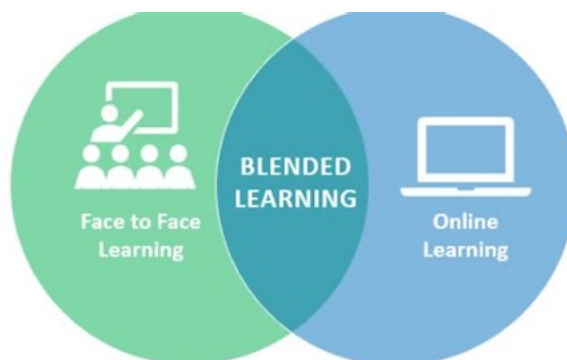 BLENDED
LEARNING
Face to Face
Learning
Online
Learning